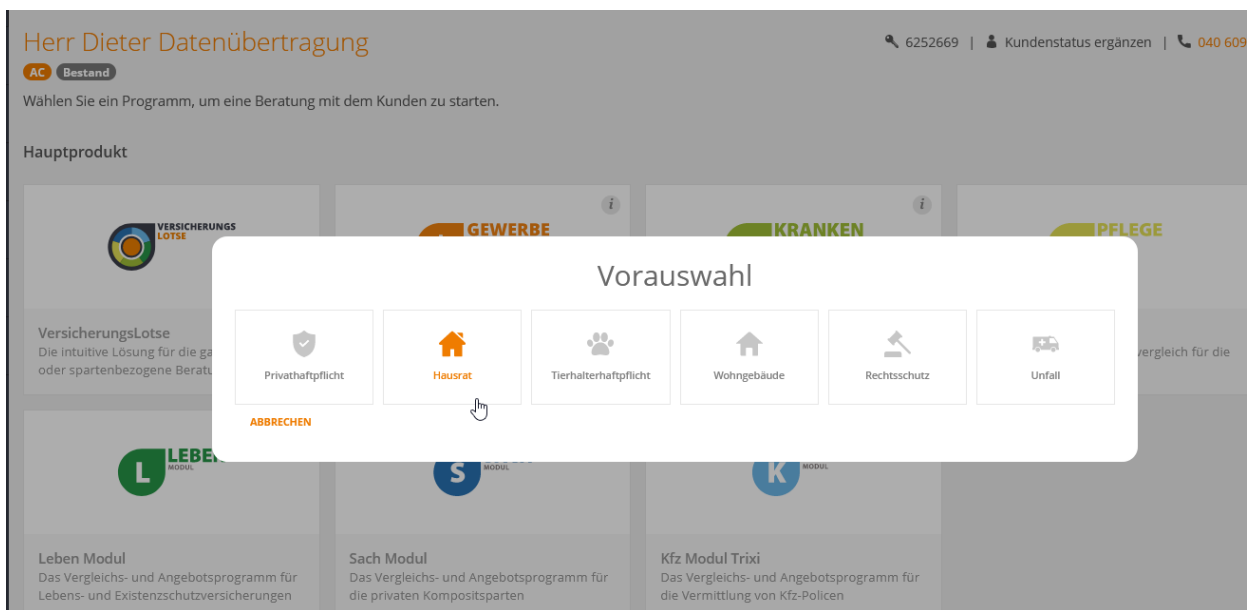 Herr Dieter Datenübertragung
6252669 | Kundenstatus ergänzen | 040 609
AC Bestand
Wählen Sie ein Programm, um eine Beratung mit dem Kunden zu starten.
Hauptprodukt
VERSICHERUNGS
LOTSE
GEWERBE
KRANKEN
PFLEGE
Vorauswahl
Privathaftpflicht
Hausrat
Tierhalterhaftpflicht
Wohngebäude
Rechtsschutz
Unfall
ABBRECHEN
VersicherungsLotse
Die intuitive Lösung für die
oder spartenbezogene
vergleich für die
L
MODUL
S
MODUL
K
MODUL
Leben Modul
Das Vergleichs- und Angebotsprogramm für
Lebens- und Existenzschutzversicherungen
Sach Modul
Das Vergleichs- und Angebotsprogramm für
die privaten Kompositsparten
Kfz Modul Trixi
Das Vergleichs- und Angebotsprogramm für
die Vermittlung von Kfz-Policen